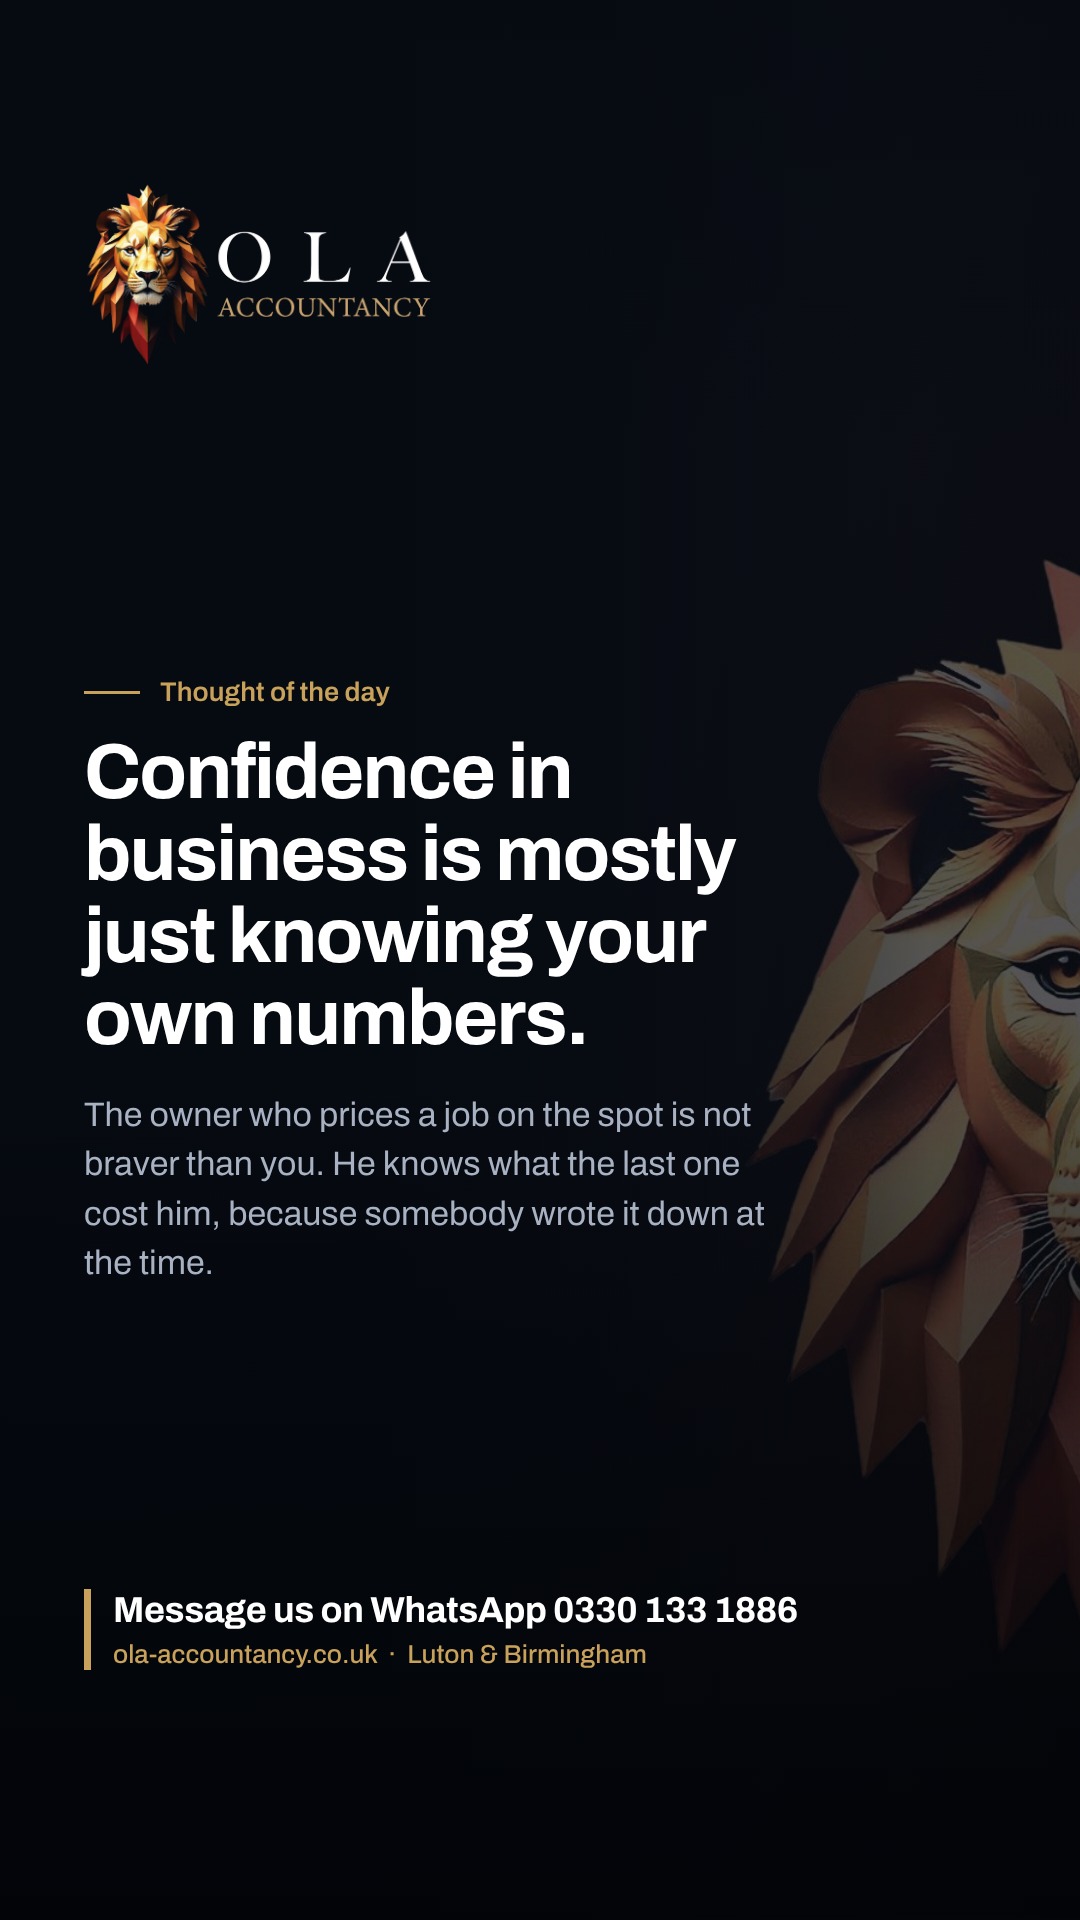 OLA
ACCOUNTANCY
Thought of the day
Confidence in
business is mostly
just knowing your
own numbers.
The owner who prices a job on the spot is not
braver than you. He knows what the last one
cost him, because somebody wrote it down at
the time.
Message us on WhatsApp 0330 133 1886
ola-accountancy.co.uk · Luton & Birmingham